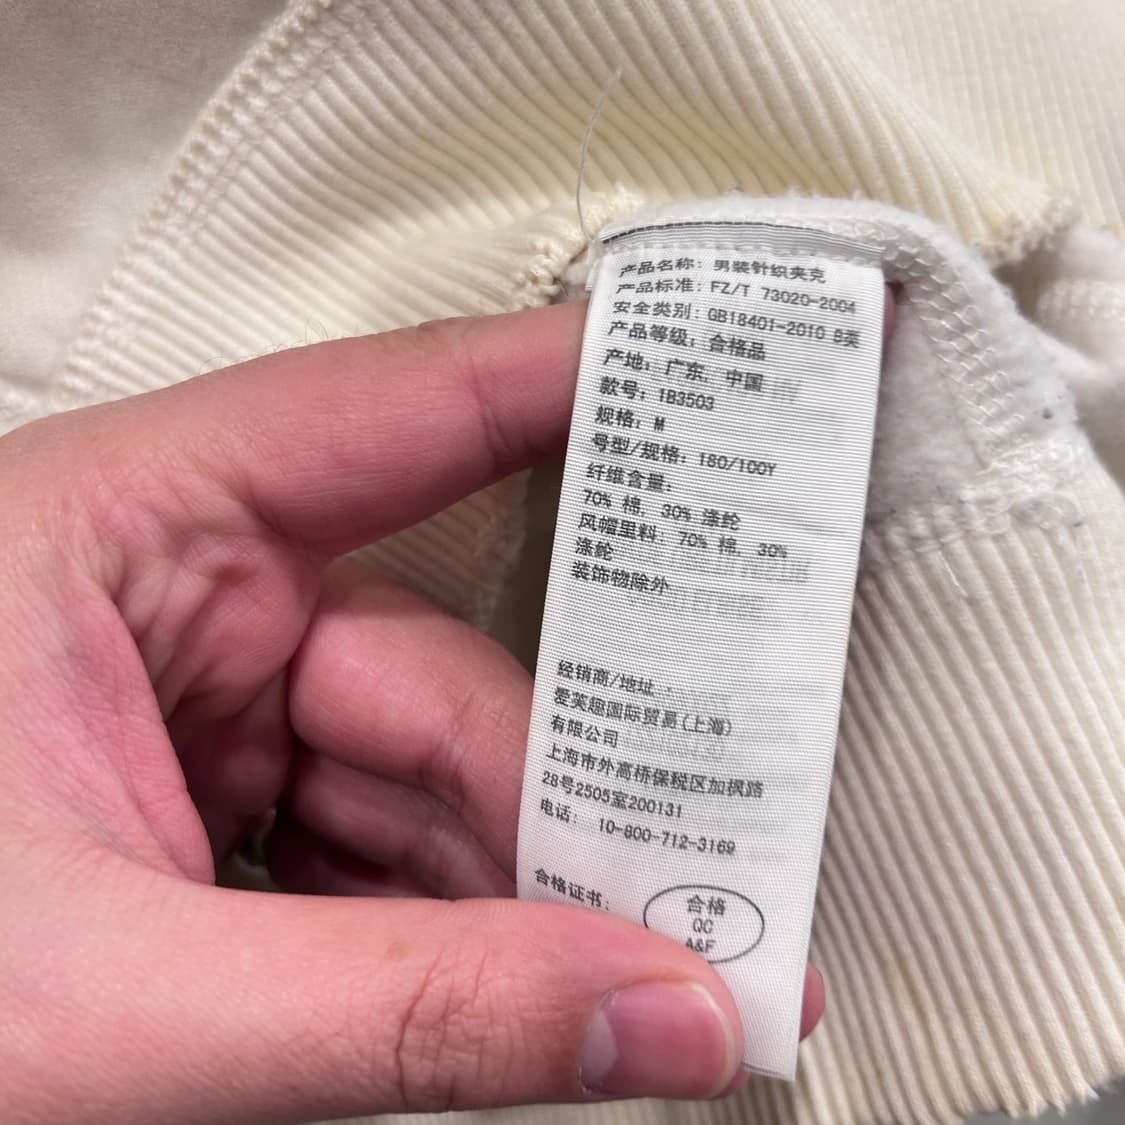 产品名称: 男装针织夹克
产品标准: FZ/T 73020-2004
安全类别: GB18401-2010 B类
产品等级: 合格品
产地: 广东, 中国
款号: 1B3503
规格: M
号型/规格: 180/100Y
纤维含量:
70% 棉, 30% 涤纶
风帽里料: 70% 棉, 30%
涤纶
装饰物除外
经销商/地址:
爱芙趣国际贸易(上海)
有限公司
上海市外高桥保税区加枫路
28号2505室200131
电话: 10-800-712-3169
合格证书:
合格
QC
A&F